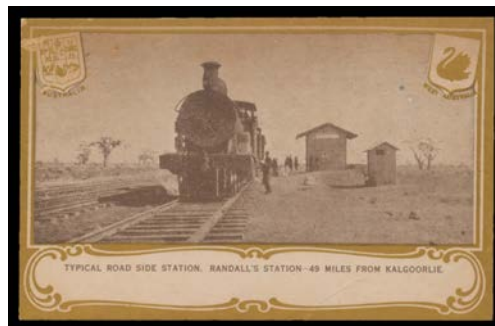 AUSTRALIA
WEST AUSTRALIA
TYPICAL ROAD SIDE STATION. RANDALL'S STATION—49 MILES FROM KALGOORLIE.